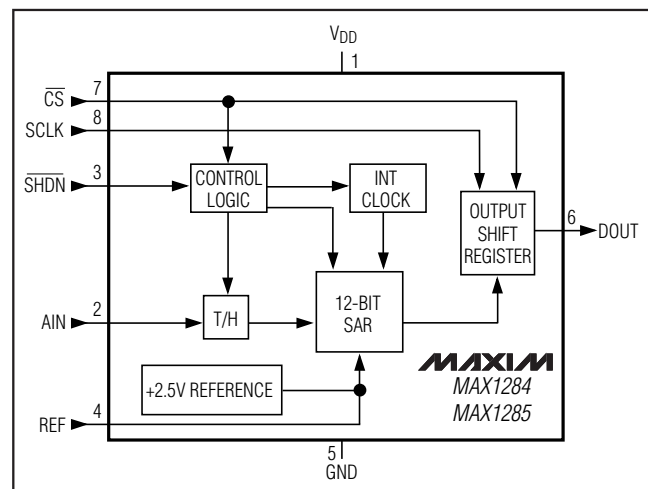 VDD
1
CS
7
SCLK
8
SHDN
3
CONTROL
LOGIC
INT
CLOCK
OUTPUT
SHIFT
REGISTER
6
DOUT
AIN
2
T/H
12-BIT
SAR
+2.5V REFERENCE
MAXIM
MAX1284
MAX1285
REF
4
5
GND